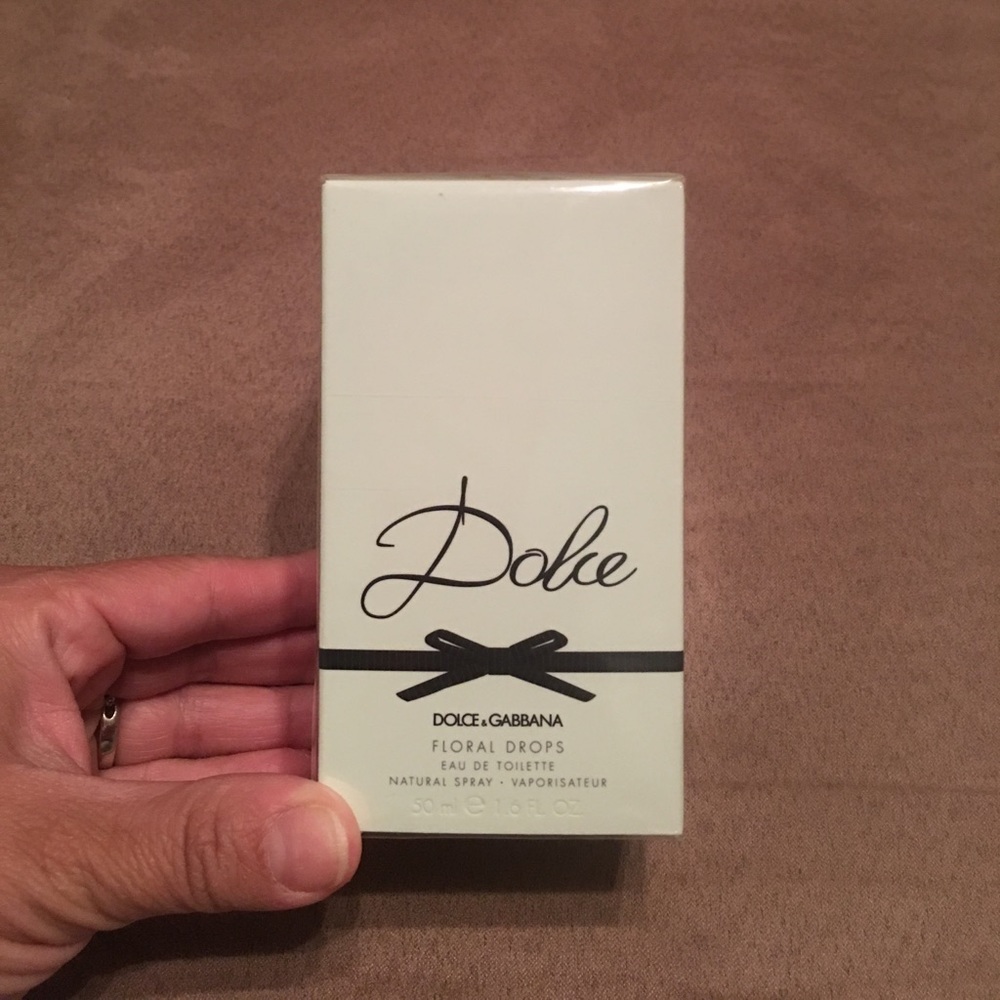 Dolce
DOLCE & GABBANA
FLORAL DROPS
EAU DE TOILETTE
NATURAL SPRAY · VAPORISATEUR
50 ml ℮ 1.6 FL. OZ.